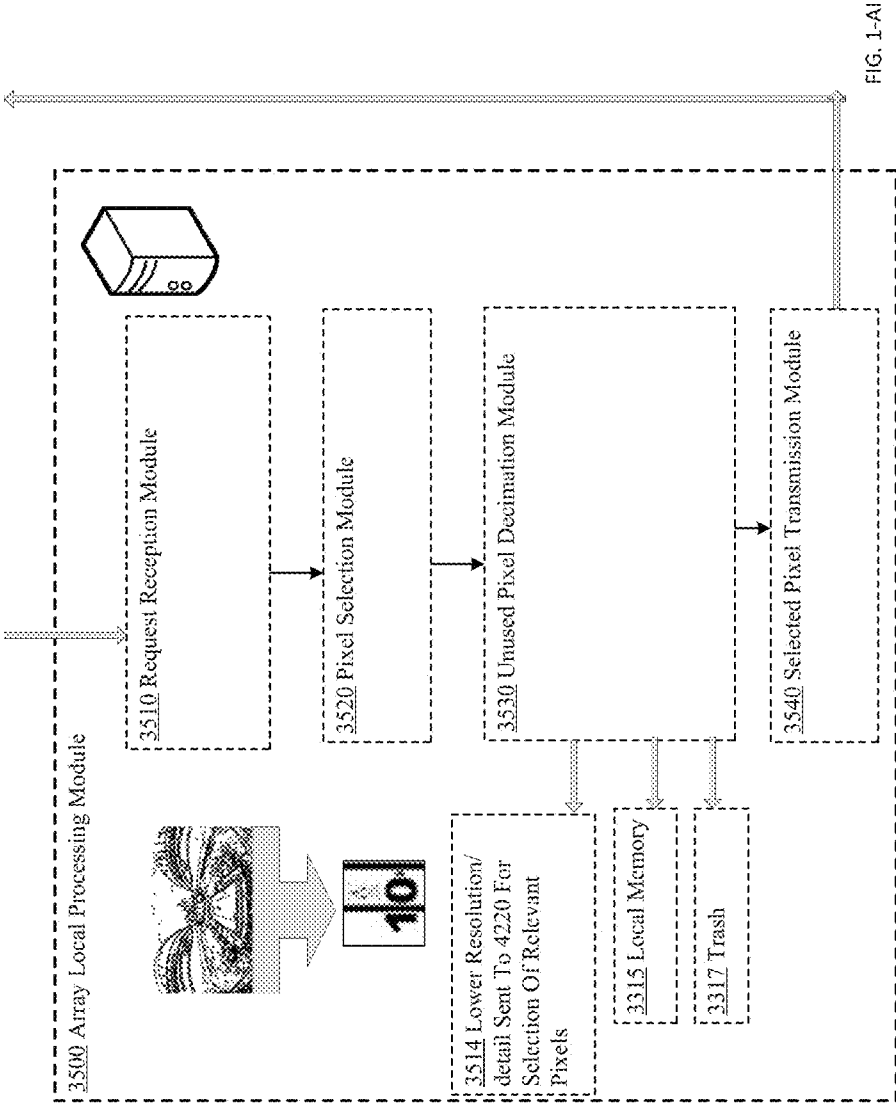 3500 Array Local Processing Module
3510 Request Reception Module
3520 Pixel Selection Module
3530 Unused Pixel Decimation Module
3514 Lower Resolution/
detail Sent To 4220 For
Selection Of Relevant
Pixels
3315 Local Memory
3317 Trash
3540 Selected Pixel Transmission Module
10
FIG. 1-AI